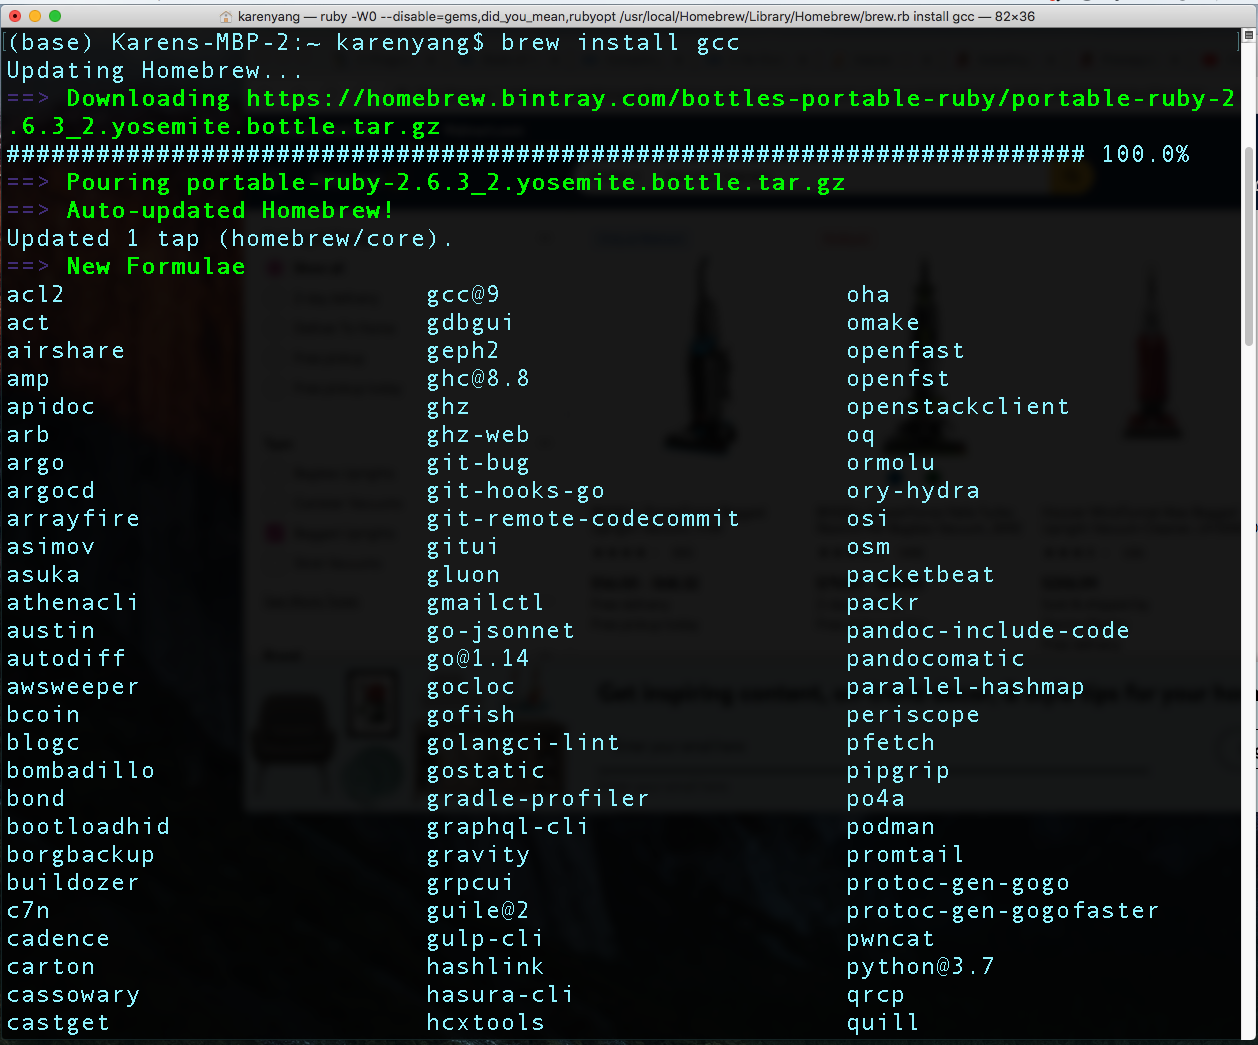 karenyang — ruby -W0 --disable=gems,did_you_mean,rubyopt /usr/local/Homebrew/Library/Homebrew/brew.rb install gcc — 82×36
(base) Karens-MBP-2:~ karenyang$ brew install gcc
Updating Homebrew...
==> Downloading https://homebrew.bintray.com/bottles-portable-ruby/portable-ruby-2
.6.3_2.yosemite.bottle.tar.gz
######################################################################## 100.0%
==> Pouring portable-ruby-2.6.3_2.yosemite.bottle.tar.gz
==> Auto-updated Homebrew!
Updated 1 tap (homebrew/core).
==> New Formulae
acl2 gcc@9 oha
act gdbgui omake
airshare geph2 openfast
amp ghc@8.8 openfst
apidoc ghz openstackclient
arb ghz-web oq
argo git-bug ormolu
argocd git-hooks-go ory-hydra
arrayfire git-remote-codecommit osi
asimov gitui osm
asuka gluon packetbeat
athenacli gmailctl packr
austin go-jsonnet pandoc-include-code
autodiff go@1.14 pandocomatic
awsweeper gocloc parallel-hashmap
bcoin gofish periscope
blogc golangci-lint pfetch
bombadillo gostatic pipgrip
bond gradle-profiler po4a
bootloadhid graphql-cli podman
borgbackup gravity promtail
buildozer grpcui protoc-gen-gogo
c7n guile@2 protoc-gen-gogofaster
cadence gulp-cli pwncat
carton hashlink python@3.7
cassowary hasura-cli qrcp
castget hcxtools quill